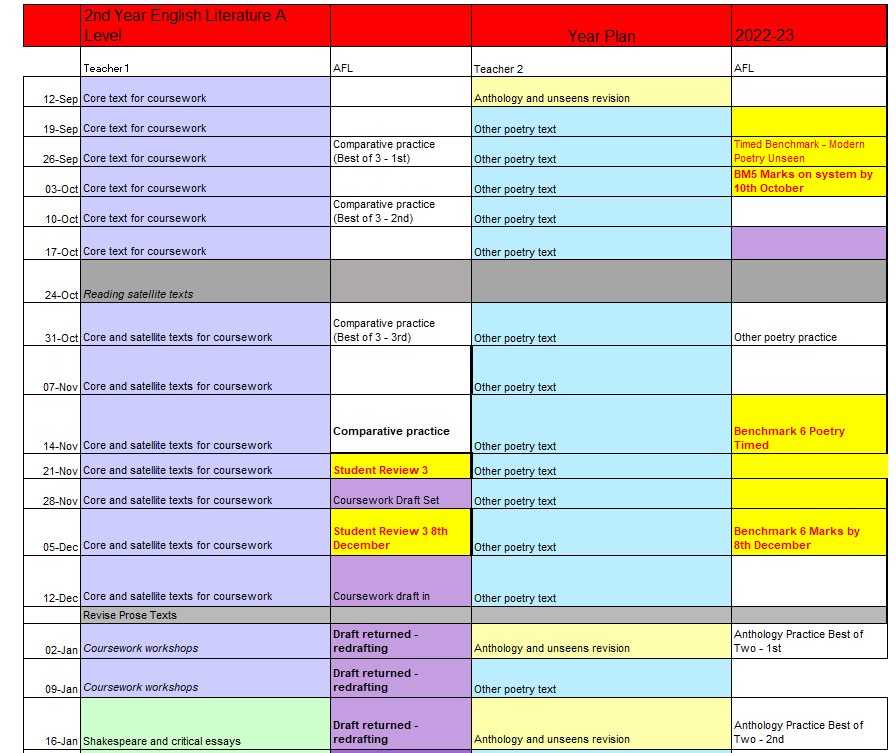 2nd Year English Literature A
Level
Year Plan
2022-23
Teacher 1
AFL
Teacher 2
AFL
12-Sep
Core text for coursework
Anthology and unseens revision
19-Sep
Core text for coursework
Other poetry text
26-Sep
Core text for coursework
Comparative practice
(Best of 3 - 1st)
Other poetry text
Timed Benchmark - Modern
Poetry Unseen
03-Oct
Core text for coursework
Other poetry text
BM5 Marks on system by
10th October
10-Oct
Core text for coursework
Comparative practice
(Best of 3 - 2nd)
Other poetry text
17-Oct
Core text for coursework
Other poetry text
24-Oct
Reading satellite texts
31-Oct
Core and satellite texts for coursework
Comparative practice
(Best of 3 - 3rd)
Other poetry text
Other poetry practice
07-Nov
Core and satellite texts for coursework
Other poetry text
14-Nov
Core and satellite texts for coursework
Comparative practice
Other poetry text
Benchmark 6 Poetry
Timed
21-Nov
Core and satellite texts for coursework
Student Review 3
Other poetry text
28-Nov
Core and satellite texts for coursework
Coursework Draft Set
Other poetry text
05-Dec
Core and satellite texts for coursework
Student Review 3 8th
December
Other poetry text
Benchmark 6 Marks by
8th December
12-Dec
Core and satellite texts for coursework
Coursework draft in
Other poetry text
Revise Prose Texts
02-Jan
Coursework workshops
Draft returned -
redrafting
Anthology and unseens revision
Anthology Practice Best of
Two - 1st
09-Jan
Coursework workshops
Draft returned -
redrafting
Other poetry text
16-Jan
Shakespeare and critical essays
Draft returned -
redrafting
Anthology and unseens revision
Anthology Practice Best of
Two - 2nd